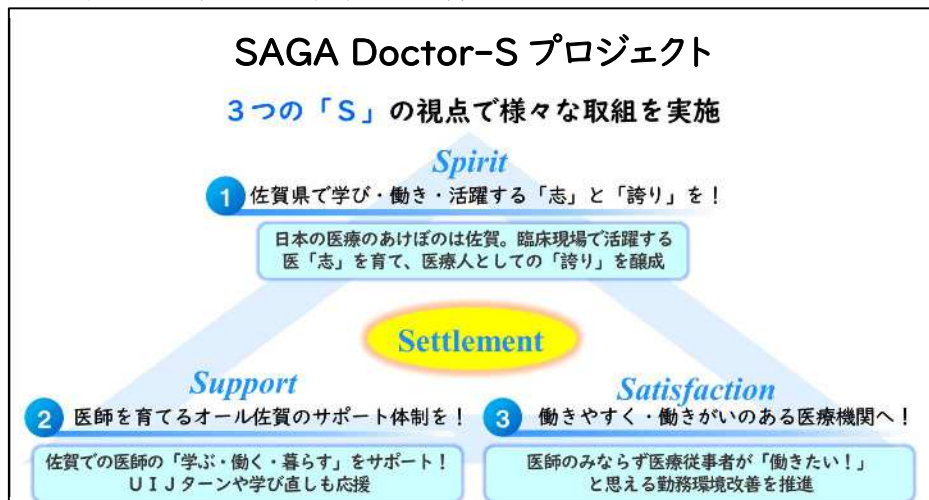 SAGA Doctor-S プロジェクト
3つの「S」の視点で様々な取組を実施
Spirit
1 佐賀県で学び・働き・活躍する「志」と「誇り」を！
日本の医療のあけぼのは佐賀。臨床現場で活躍する
医「志」を育て、医療人としての「誇り」を醸成
Settlement
Support
2 医師を育てるオール佐賀のサポート体制を！
佐賀での医師の「学ぶ・働く・暮らす」をサポート！
ＵＩＪターンや学び直しも応援
Satisfaction
3 働きやすく・働きがいのある医療機関へ！
医師のみならず医療従事者が「働きたい！」
と思える勤務環境改善を推進